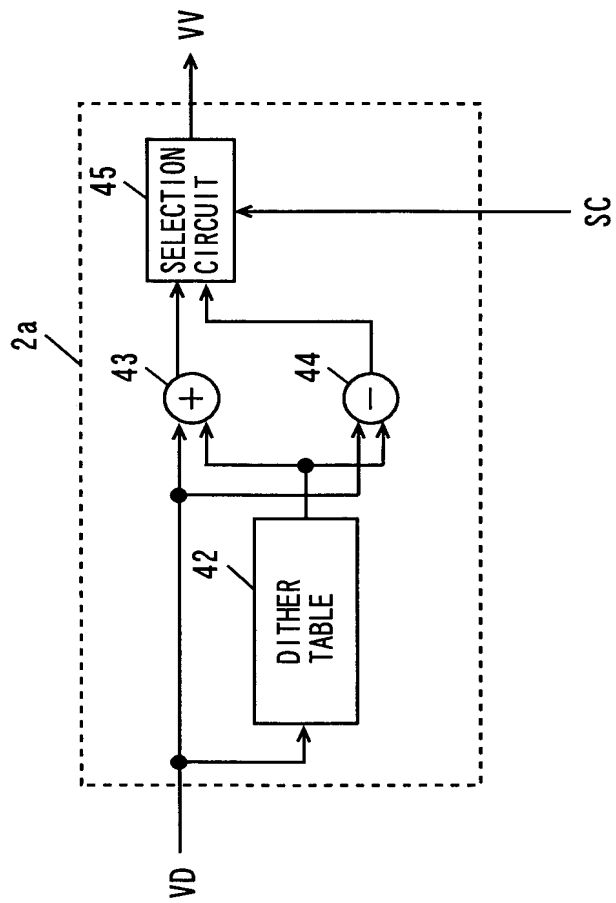 2a
VD
42
DITHER
TABLE
43
+
44
−
45
SELECTION
CIRCUIT
VV
SC